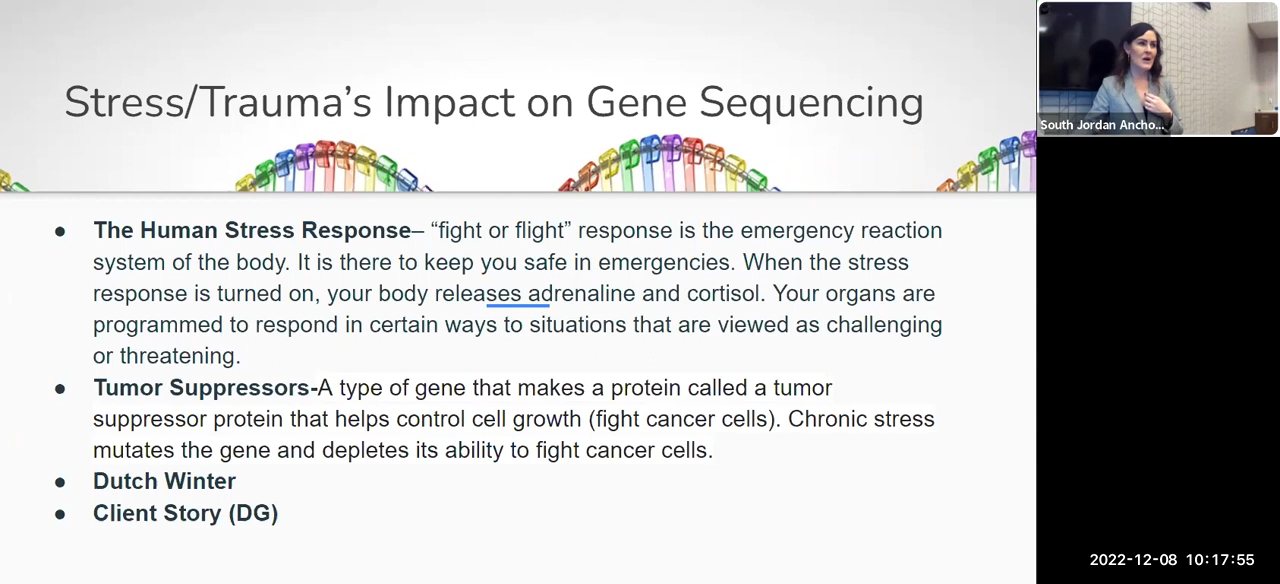 Stress/Trauma’s Impact on Gene Sequencing
South Jordan Ancho...
● The Human Stress Response– “fight or flight” response is the emergency reaction
system of the body. It is there to keep you safe in emergencies. When the stress
response is turned on, your body releases adrenaline and cortisol. Your organs are
programmed to respond in certain ways to situations that are viewed as challenging
or threatening.
● Tumor Suppressors-A type of gene that makes a protein called a tumor
suppressor protein that helps control cell growth (fight cancer cells). Chronic stress
mutates the gene and depletes its ability to fight cancer cells.
● Dutch Winter
● Client Story (DG)
2022-12-08 10:17:55